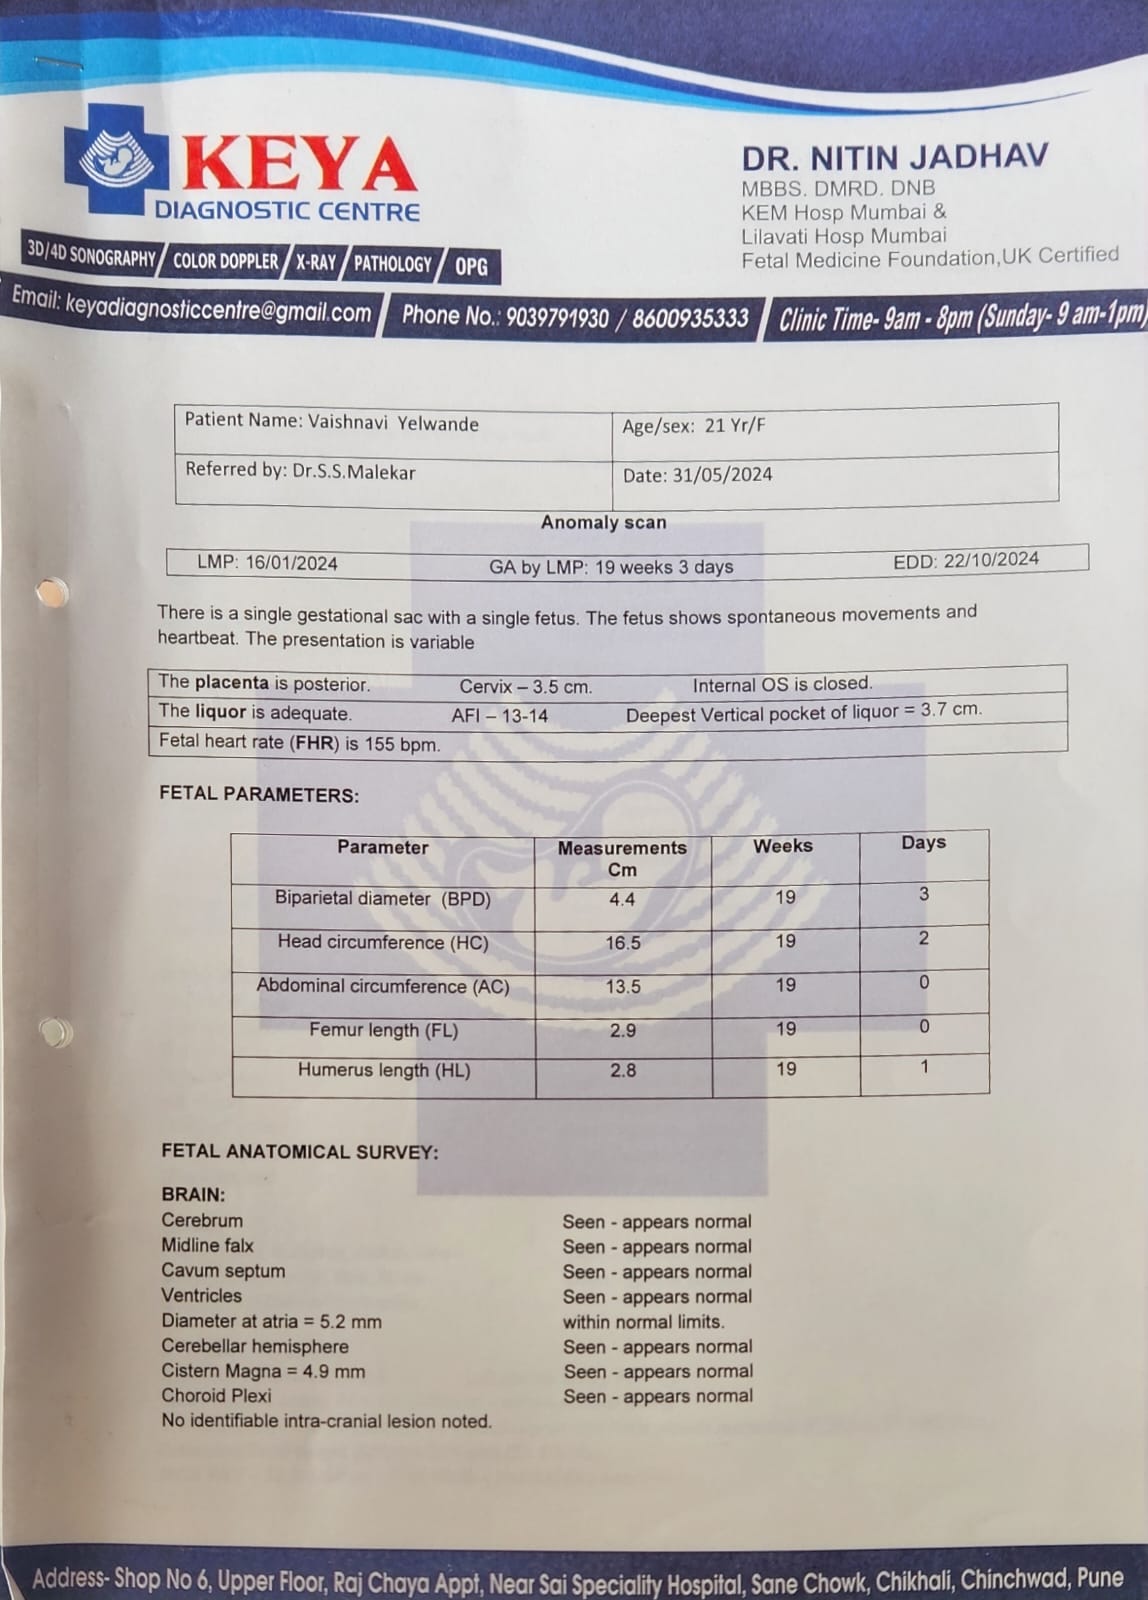 KEYA
DIAGNOSTIC CENTRE
3D/4D SONOGRAPHY / COLOR DOPPLER / X-RAY / PATHOLOGY / OPG
DR. NITIN JADHAV
MBBS. DMRD. DNB
KEM Hosp Mumbai &
Lilavati Hosp Mumbai
Fetal Medicine Foundation,UK Certified
Email: keyadiagnosticcentre@gmail.com / Phone No.: 9039791930 / 8600935333 / Clinic Time- 9am - 8pm (Sunday- 9 am-1pm)
Patient Name: Vaishnavi Yelwande Age/sex: 21 Yr/F
Referred by: Dr.S.S.Malekar Date: 31/05/2024
Anomaly scan
LMP: 16/01/2024 GA by LMP: 19 weeks 3 days EDD: 22/10/2024
There is a single gestational sac with a single fetus. The fetus shows spontaneous movements and
heartbeat. The presentation is variable
The placenta is posterior. Cervix – 3.5 cm. Internal OS is closed.
The liquor is adequate. AFI – 13-14 Deepest Vertical pocket of liquor = 3.7 cm.
Fetal heart rate (FHR) is 155 bpm.
FETAL PARAMETERS:
Parameter Measurements Cm Weeks Days
Biparietal diameter (BPD) 4.4 19 3
Head circumference (HC) 16.5 19 2
Abdominal circumference (AC) 13.5 19 0
Femur length (FL) 2.9 19 0
Humerus length (HL) 2.8 19 1
FETAL ANATOMICAL SURVEY:
BRAIN:
Cerebrum Seen - appears normal
Midline falx Seen - appears normal
Cavum septum Seen - appears normal
Ventricles Seen - appears normal
Diameter at atria = 5.2 mm within normal limits.
Cerebellar hemisphere Seen - appears normal
Cistern Magna = 4.9 mm Seen - appears normal
Choroid Plexi Seen - appears normal
No identifiable intra-cranial lesion noted.
Address- Shop No 6, Upper Floor, Raj Chaya Appt, Near Sai Speciality Hospital, Sane Chowk, Chikhali, Chinchwad, Pune